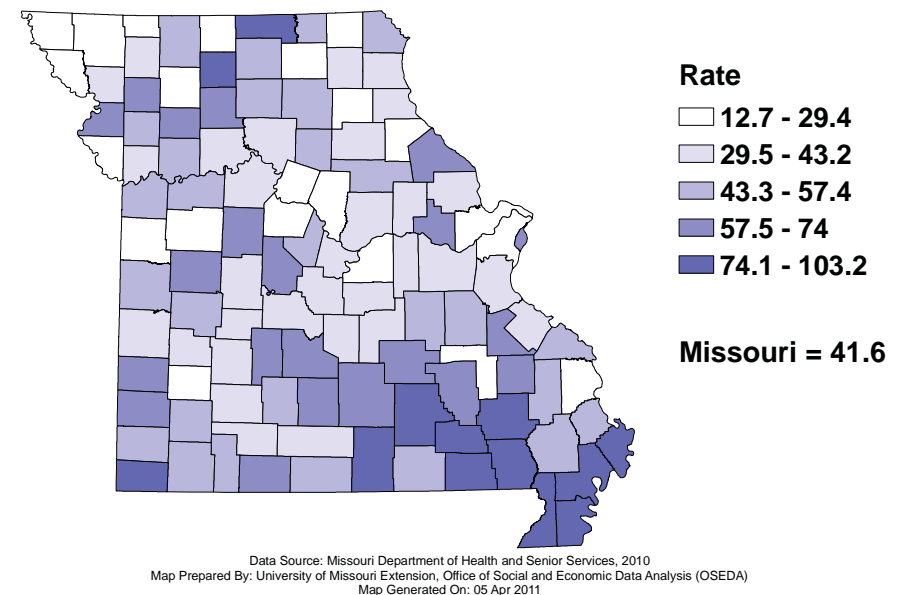 Rate
12.7 - 29.4
29.5 - 43.2
43.3 - 57.4
57.5 - 74
74.1 - 103.2
Missouri = 41.6
Data Source: Missouri Department of Health and Senior Services, 2010
Map Prepared By: University of Missouri Extension, Office of Social and Economic Data Analysis (OSEDA)
Map Generated On: 05 Apr 2011